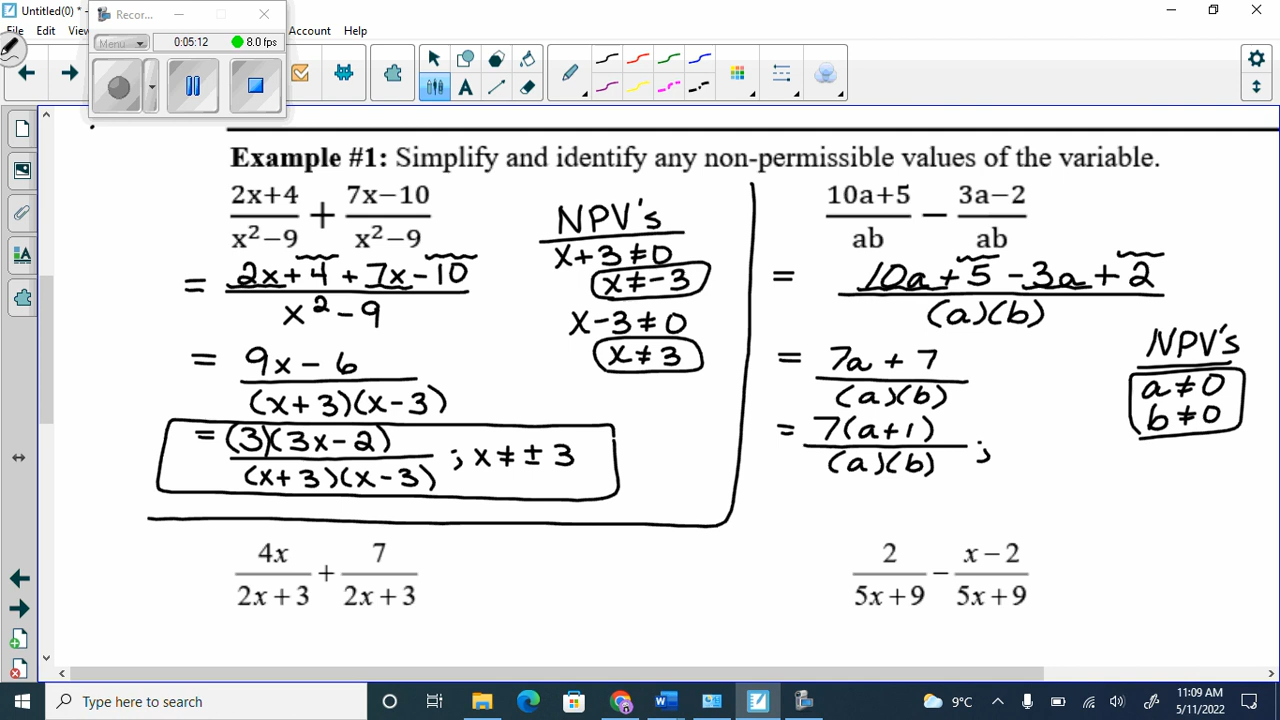 Untitled(0) * -
Recor...
File Edit Vi
Account Help
Menu 0:05:12 8.0 fps
Example #1: Simplify and identify any non-permissible values of the variable.
2x+4/x²−9 + 7x−10/x²−9
= 2x+4+7x−10/x²−9
= 9x−6/(x+3)(x−3)
= (3)(3x−2)/(x+3)(x−3) ; x≠±3
NPV's
x+3≠0
x≠-3
x-3≠0
x≠3
10a+5/ab − 3a−2/ab
= 10a+5-3a+2/(a)(b)
= 7a+7/(a)(b)
= 7(a+1)/(a)(b) ;
NPV's
a≠0
b≠0
4x/2x+3 + 7/2x+3
2/5x+9 − x−2/5x+9
Type here to search
9°C
11:09 AM
5/11/2022